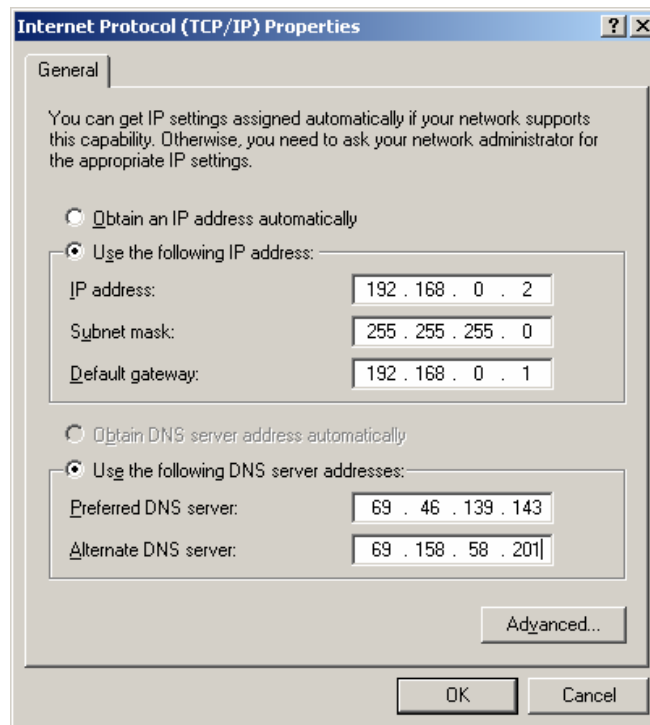 Internet Protocol (TCP/IP) Properties
General
You can get IP settings assigned automatically if your network supports
this capability. Otherwise, you need to ask your network administrator for
the appropriate IP settings.
Obtain an IP address automatically
Use the following IP address:
IP address: 192 . 168 . 0 . 2
Subnet mask: 255 . 255 . 255 . 0
Default gateway: 192 . 168 . 0 . 1
Obtain DNS server address automatically
Use the following DNS server addresses:
Preferred DNS server: 69 . 46 . 139 . 143
Alternate DNS server: 69 . 158 . 58 . 201
Advanced...
OK Cancel